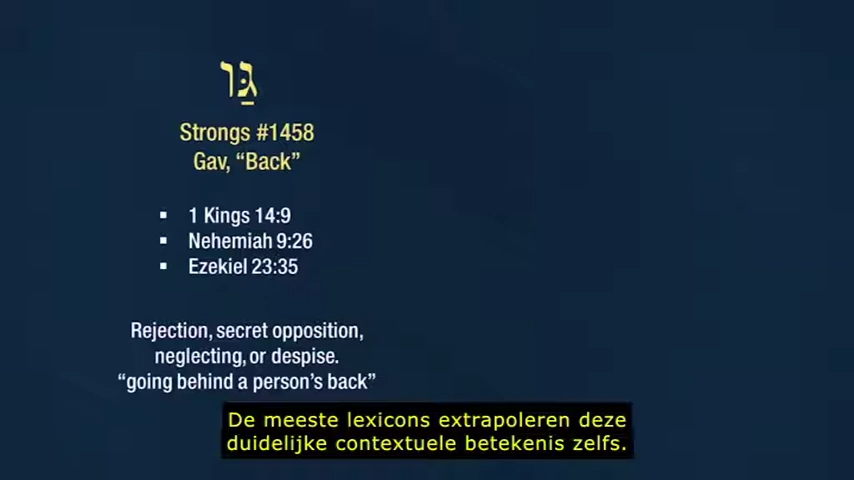 גַּו
Strongs #1458
Gav, “Back”
▪ 1 Kings 14:9
▪ Nehemiah 9:26
▪ Ezekiel 23:35
Rejection, secret opposition,
neglecting, or despise.
“going behind a person’s back”
De meeste lexicons extrapoleren deze
duidelijke contextuele betekenis zelfs.